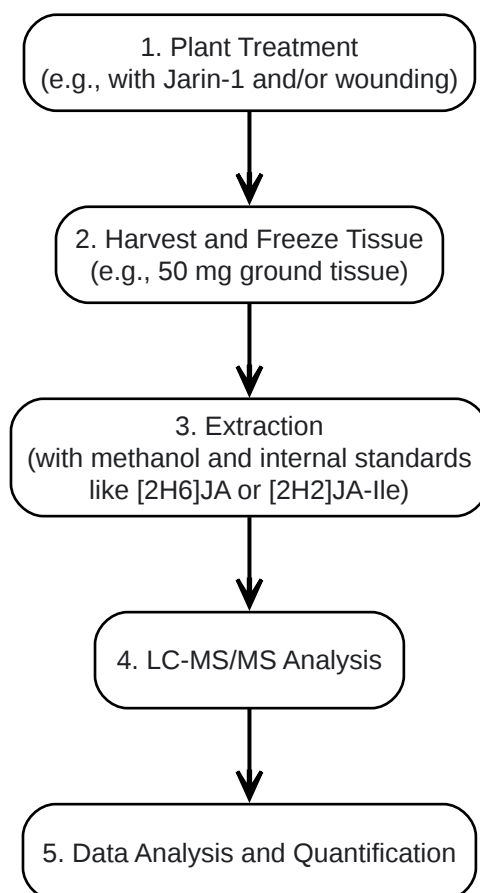 1. Plant Treatment
(e.g., with Jarin-1 and/or wounding)
2. Harvest and Freeze Tissue
(e.g., 50 mg ground tissue)
3. Extraction
(with methanol and internal standards
like [2H6]JA or [2H2]JA-Ile)
4. LC-MS/MS Analysis
5. Data Analysis and Quantification